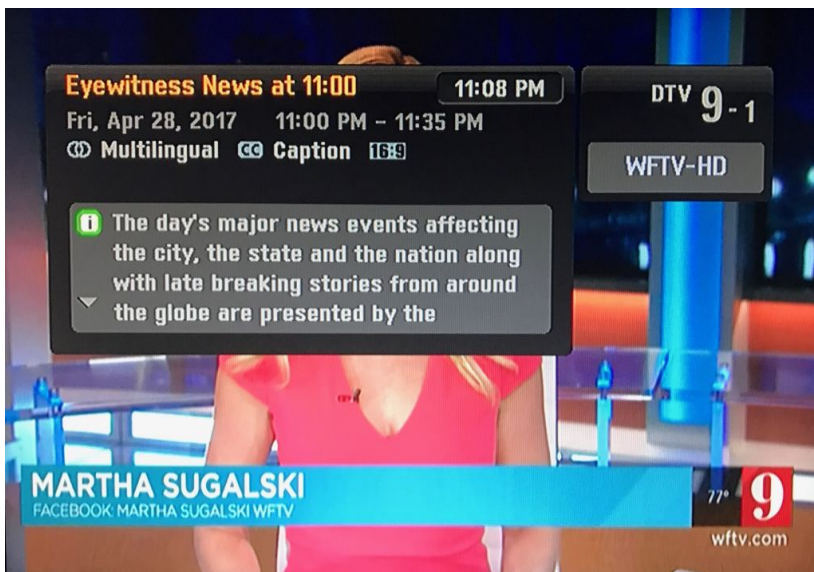 Eyewitness News at 11:00
11:08 PM
DTV 9-1
Fri, Apr 28, 2017 11:00 PM - 11:35 PM
Multilingual CC Caption 16:9
WFTV-HD
i The day's major news events affecting
the city, the state and the nation along
with late breaking stories from around
the globe are presented by the
MARTHA SUGALSKI
FACEBOOK: MARTHA SUGALSKI WFTV
77° 9
wftv.com